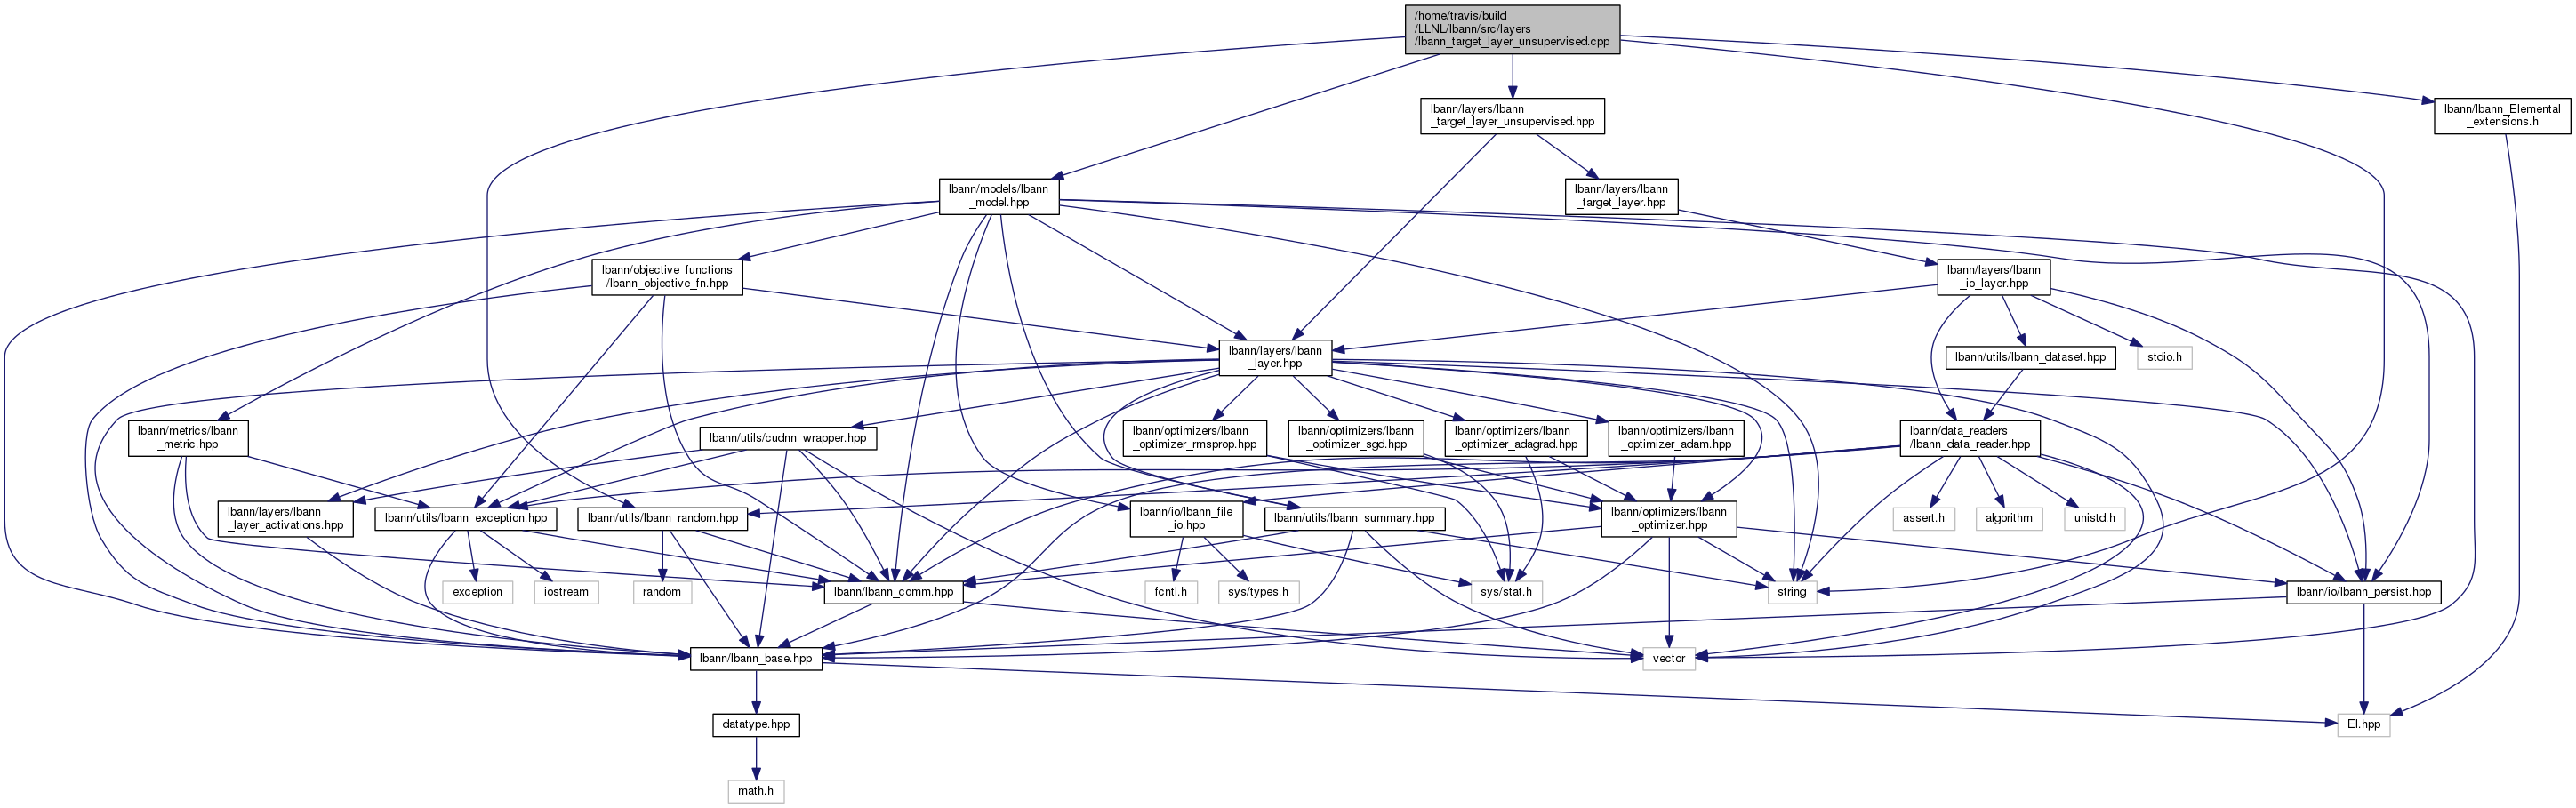 /home/travis/build
/LLNL/lbann/src/layers
/lbann_target_layer_unsupervised.cpp
lbann/layers/lbann
_target_layer_unsupervised.hpp
lbann/lbann_Elemental
_extensions.h
lbann/models/lbann
_model.hpp
lbann/layers/lbann
_target_layer.hpp
lbann/objective_functions
/lbann_objective_fn.hpp
lbann/layers/lbann
_io_layer.hpp
lbann/layers/lbann
_layer.hpp
lbann/utils/lbann_dataset.hpp
stdio.h
lbann/metrics/lbann
_metric.hpp
lbann/utils/cudnn_wrapper.hpp
lbann/optimizers/lbann
_optimizer_rmsprop.hpp
lbann/optimizers/lbann
_optimizer_sgd.hpp
lbann/optimizers/lbann
_optimizer_adagrad.hpp
lbann/optimizers/lbann
_optimizer_adam.hpp
lbann/data_readers
/lbann_data_reader.hpp
lbann/layers/lbann
_layer_activations.hpp
lbann/utils/lbann_exception.hpp
lbann/utils/lbann_random.hpp
lbann/io/lbann_file
_io.hpp
lbann/utils/lbann_summary.hpp
lbann/optimizers/lbann
_optimizer.hpp
assert.h
algorithm
unistd.h
exception
iostream
random
lbann/lbann_comm.hpp
fcntl.h
sys/types.h
sys/stat.h
string
lbann/io/lbann_persist.hpp
lbann/lbann_base.hpp
vector
datatype.hpp
El.hpp
math.h